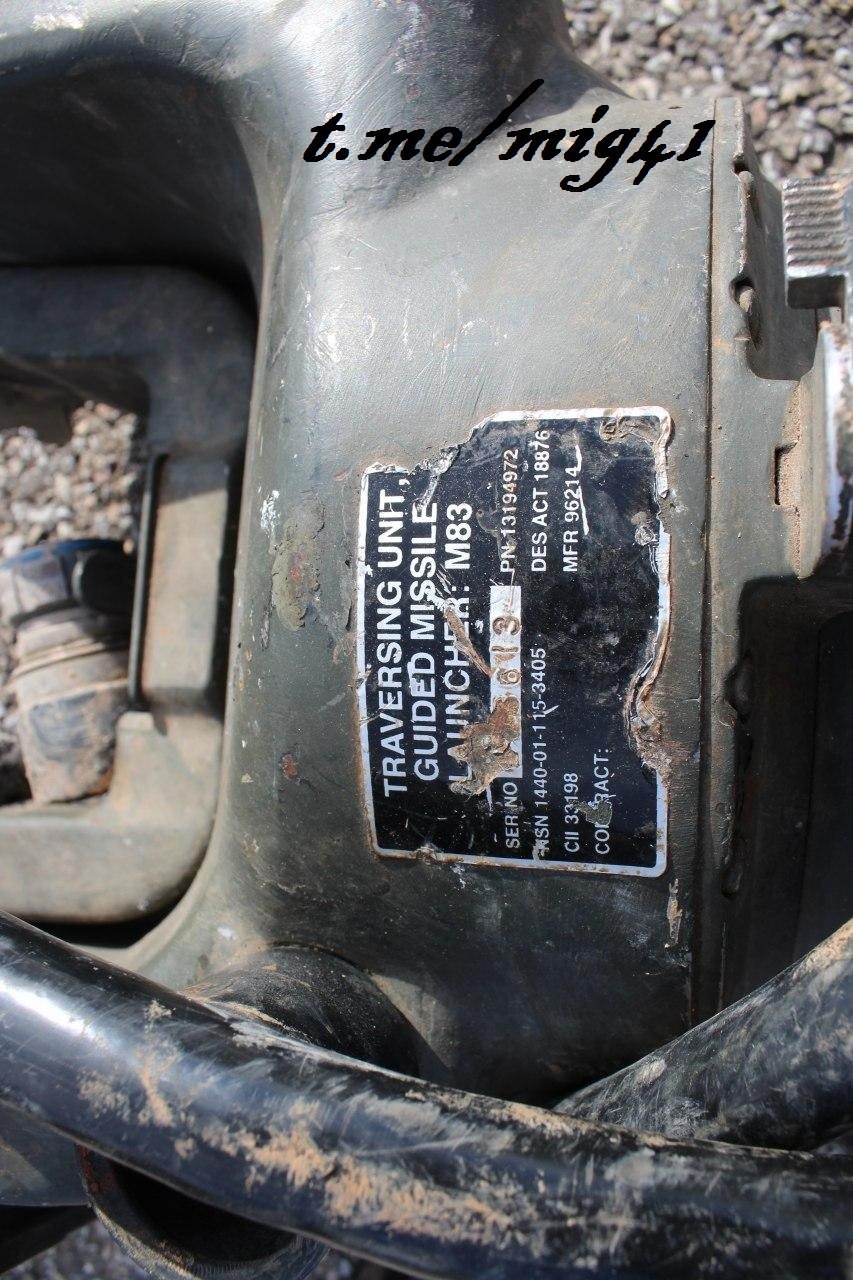 t.me/mig41
TRAVERSING UNIT,
GUIDED MISSILE
LAUNCHER: M83
SER NO 3613 PN 13194972
NSN 1440-01-115-3405 DES ACT 18876
CII 33198 MFR 96214
CONTRACT: